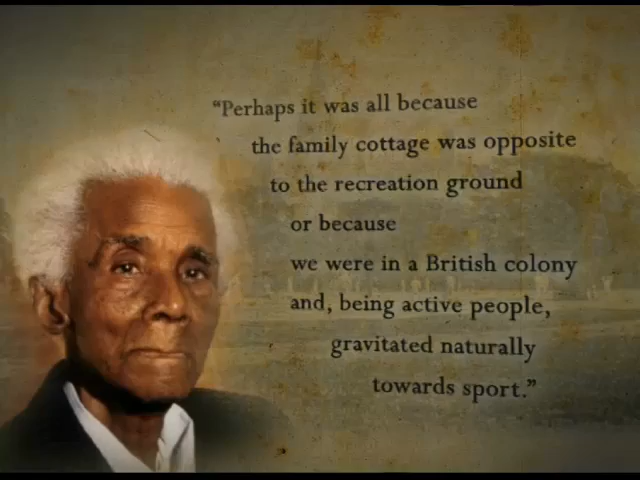 “Perhaps it was all because
the family cottage was opposite
to the recreation ground
or because
we were in a British colony
and, being active people,
gravitated naturally
towards sport.”